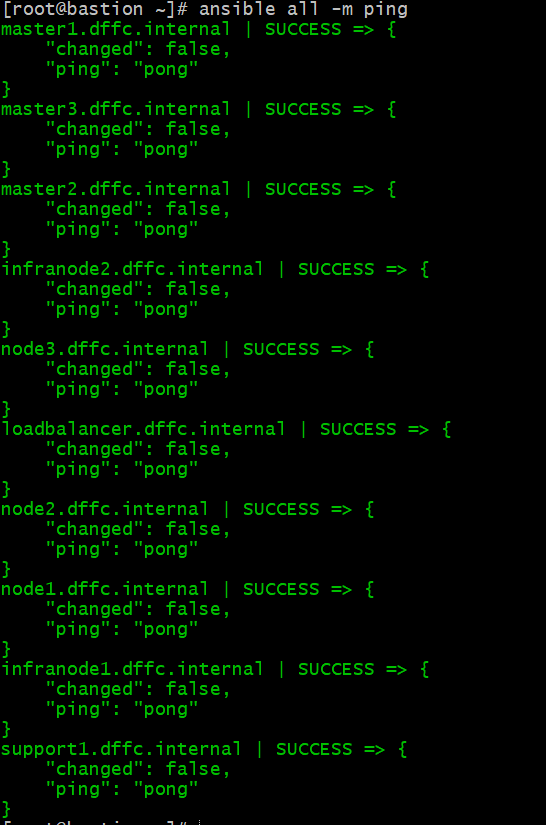 [root@bastion ~]# ansible all -m ping
master1.dffc.internal | SUCCESS => {
    "changed": false,
    "ping": "pong"
}
master3.dffc.internal | SUCCESS => {
    "changed": false,
    "ping": "pong"
}
master2.dffc.internal | SUCCESS => {
    "changed": false,
    "ping": "pong"
}
infranode2.dffc.internal | SUCCESS => {
    "changed": false,
    "ping": "pong"
}
node3.dffc.internal | SUCCESS => {
    "changed": false,
    "ping": "pong"
}
loadbalancer.dffc.internal | SUCCESS => {
    "changed": false,
    "ping": "pong"
}
node2.dffc.internal | SUCCESS => {
    "changed": false,
    "ping": "pong"
}
node1.dffc.internal | SUCCESS => {
    "changed": false,
    "ping": "pong"
}
infranode1.dffc.internal | SUCCESS => {
    "changed": false,
    "ping": "pong"
}
support1.dffc.internal | SUCCESS => {
    "changed": false,
    "ping": "pong"
}
[root@bastion ~]#